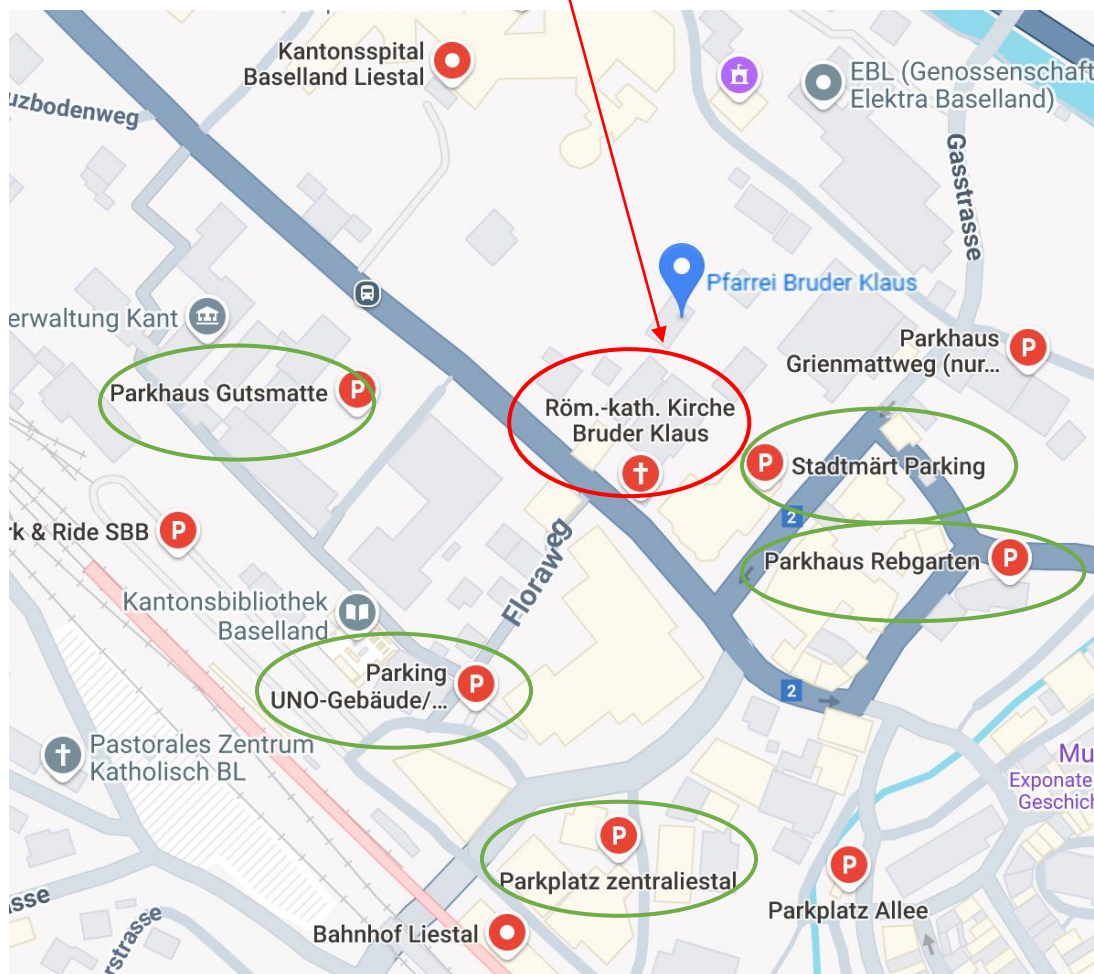 Kantonsspital
Baselland Liestal
EBL (Genossenschaft
Elektra Baselland)
uzbodenweg
Gasstrasse
Pfarrei Bruder Klaus
erwaltung Kant
Parkhaus
Grienmattweg (nur...
Parkhaus Gutsmatte
Röm.-kath. Kirche
Bruder Klaus
P
P
P
Stadtmärt Parking
2
rk & Ride SBB
P
Floraweg
Parkhaus Rebgarten
P
Kantonsbibliothek
Baselland
Parking
UNO-Gebäude/...
P
2
Pastorales Zentrum
Katholisch BL
Mu
Exponate
Geschich
P
Parkplatz zentraliestal
P
Parkplatz Allee
sse
rstrasse
Bahnhof Liestal